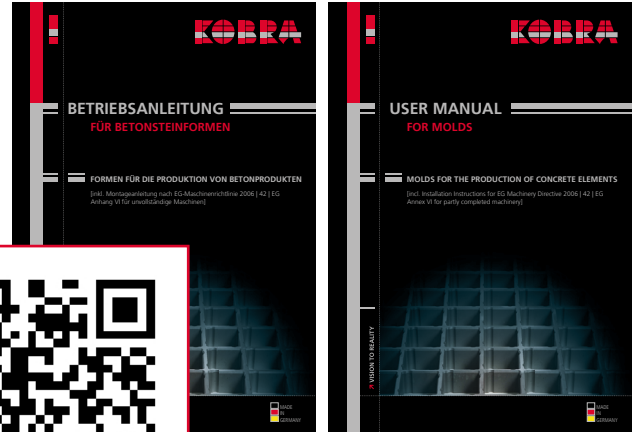 KOBRA
BETRIEBSANLEITUNG
FÜR BETONSTEINFORMEN
FORMEN FÜR DIE PRODUKTION VON BETONPRODUKTEN
[inkl. Montageanleitung nach EG-Maschinenrichtlinie 2006 | 42 | EG
Anhang VI für unvollständige Maschinen]
MADE
IN
GERMANY
KOBRA
USER MANUAL
FOR MOLDS
MOLDS FOR THE PRODUCTION OF CONCRETE ELEMENTS
[incl. Installation Instructions for EG Machinery Directive 2006 | 42 | EG
Annex VI for partly completed machinery]
VISION TO REALITY
MADE
IN
GERMANY